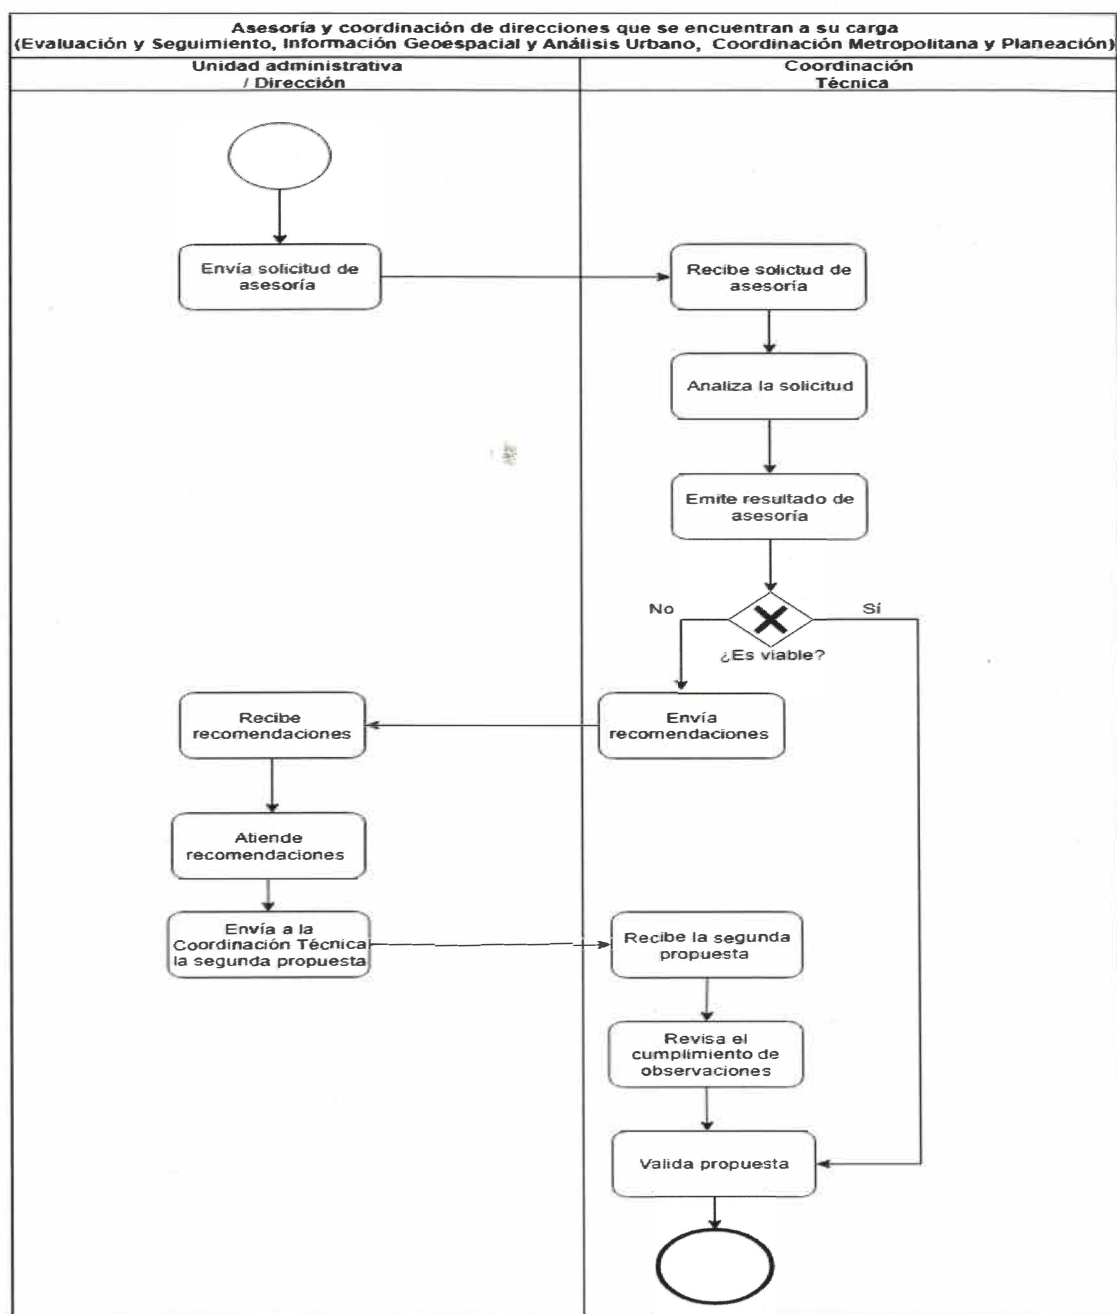 Asesoría y coordinación de direcciones que se encuentran a su carga
(Evaluación y Seguimiento, Información Geoespacial y Análisis Urbano, Coordinación Metropolitana y Planeación)
Unidad administrativa
/ Dirección
Coordinación
Técnica
Envía solicitud de
asesoría
Recibe solictud de
asesoría
Analiza la solicitud
Emite resultado de
asesoría
No
Sí
¿Es viable?
Recibe
recomendaciones
Envía
recomendaciones
Atiende
recomendaciones
Envía a la
Coordinación Técnica
la segunda propuesta
Recibe la segunda
propuesta
Revisa el
cumplimiento de
observaciones
Valida propuesta